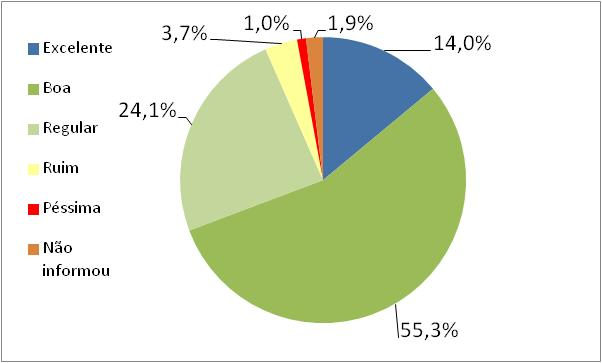 3,7%
1,0%
1,9%
14,0%
24,1%
55,3%
Excelente
Boa
Regular
Ruim
Péssima
Não
informou